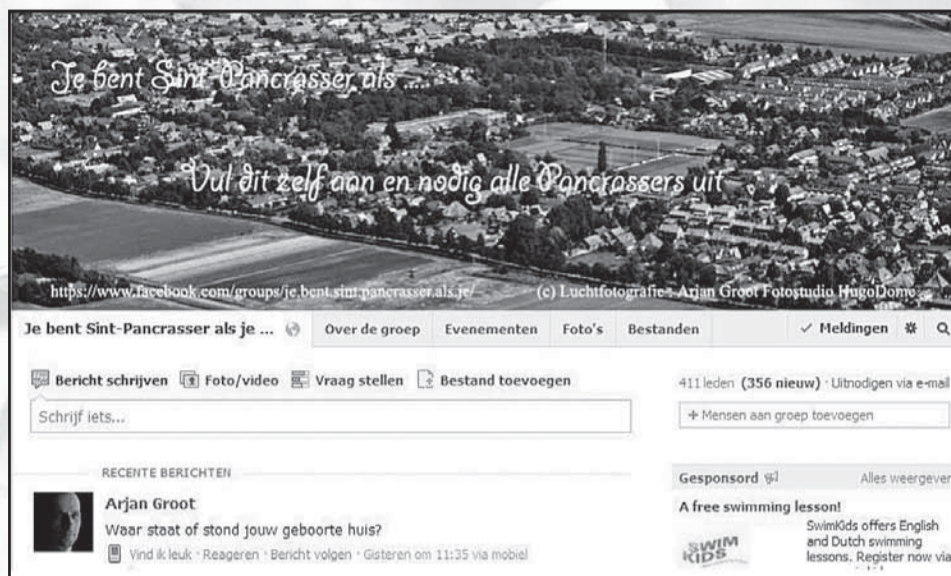 Je bent Sint-Pancrasser als .....
Vul dit zelf aan en nodig alle Pancrassers uit
https://www.facebook.com/groups/je.bent.sint.pancrasser.als.je/ (c) Luchtfotografie - Arjan Groot Fotostudio HugoDome
Je bent Sint-Pancrasser als je ... Over de groep Evenementen Foto's Bestanden ✓ Meldingen
Bericht schrijven Foto/video Vraag stellen Bestand toevoegen
411 leden (356 nieuw) · Uitnodigen via e-mail
Schrijf iets...
+ Mensen aan groep toevoegen
RECENTE BERICHTEN
Gesponsord Alles weergeven
Arjan Groot
Waar staat of stond jouw geboorte huis?
Vind ik leuk · Reageren · Bericht volgen · Gisteren om 11:35 via mobiel
A free swimming lesson!
SWIM
KIDS
SwimKids offers English
and Dutch swimming
lessons. Register now via